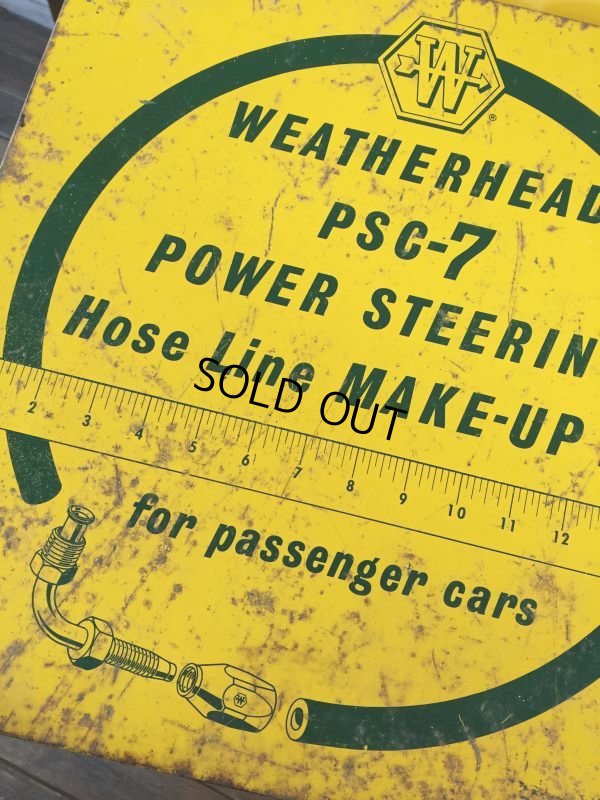 W
®
WEATHERHEAD
PSC-7
POWER STEERIN
Hose Line MAKE-UP
SOLD OUT
2 3 4 5 6 7 8 9 10 11 12
for passenger cars
W